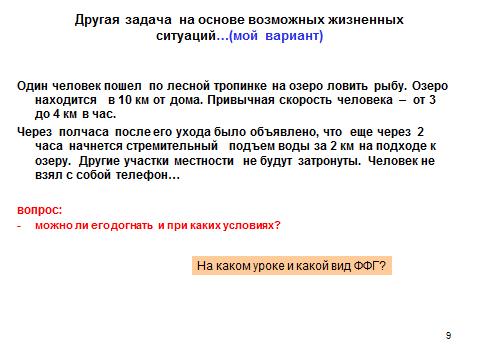 Другая задача на основе возможных жизненных
ситуаций…(мой вариант)
Один человек пошел по лесной тропинке на озеро ловить рыбу. Озеро
находится в 10 км от дома. Привычная скорость человека – от 3
до 4 км в час.
Через полчаса после его ухода было объявлено, что еще через 2
часа начнется стремительный подъем воды за 2 км на подходе к
озеру. Другие участки местности не будут затронуты. Человек не
взял с собой телефон…
вопрос:
- можно ли его догнать и при каких условиях?
На каком уроке и какой вид ФФГ?
9